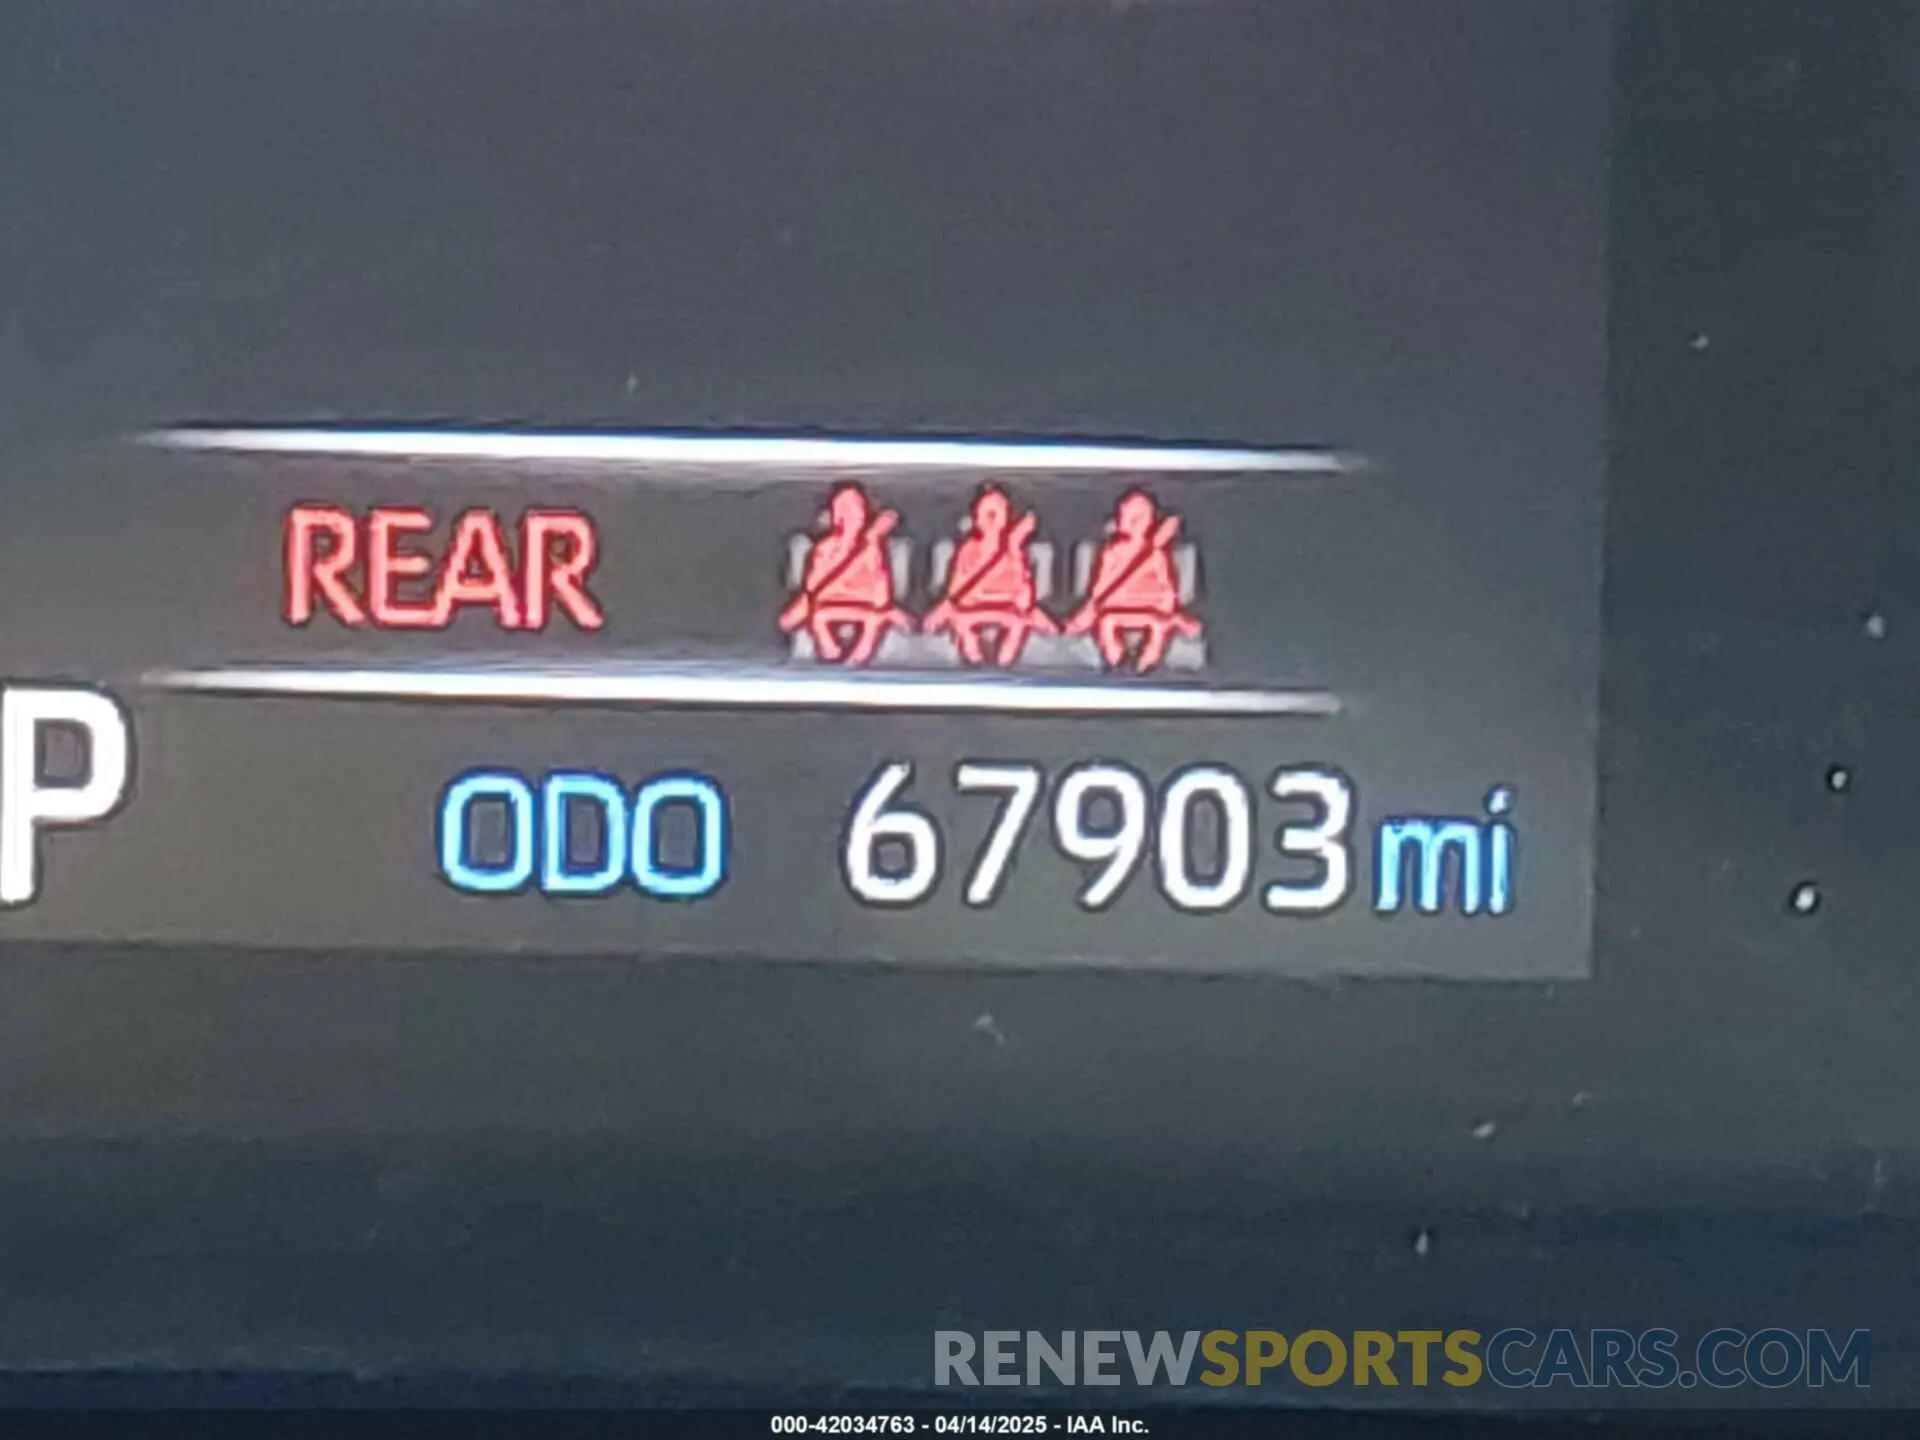 REAR
P
ODO 67903 mi
RENEWSPORTSCARS.COM
000-42034763 - 04/14/2025 - IAA Inc.